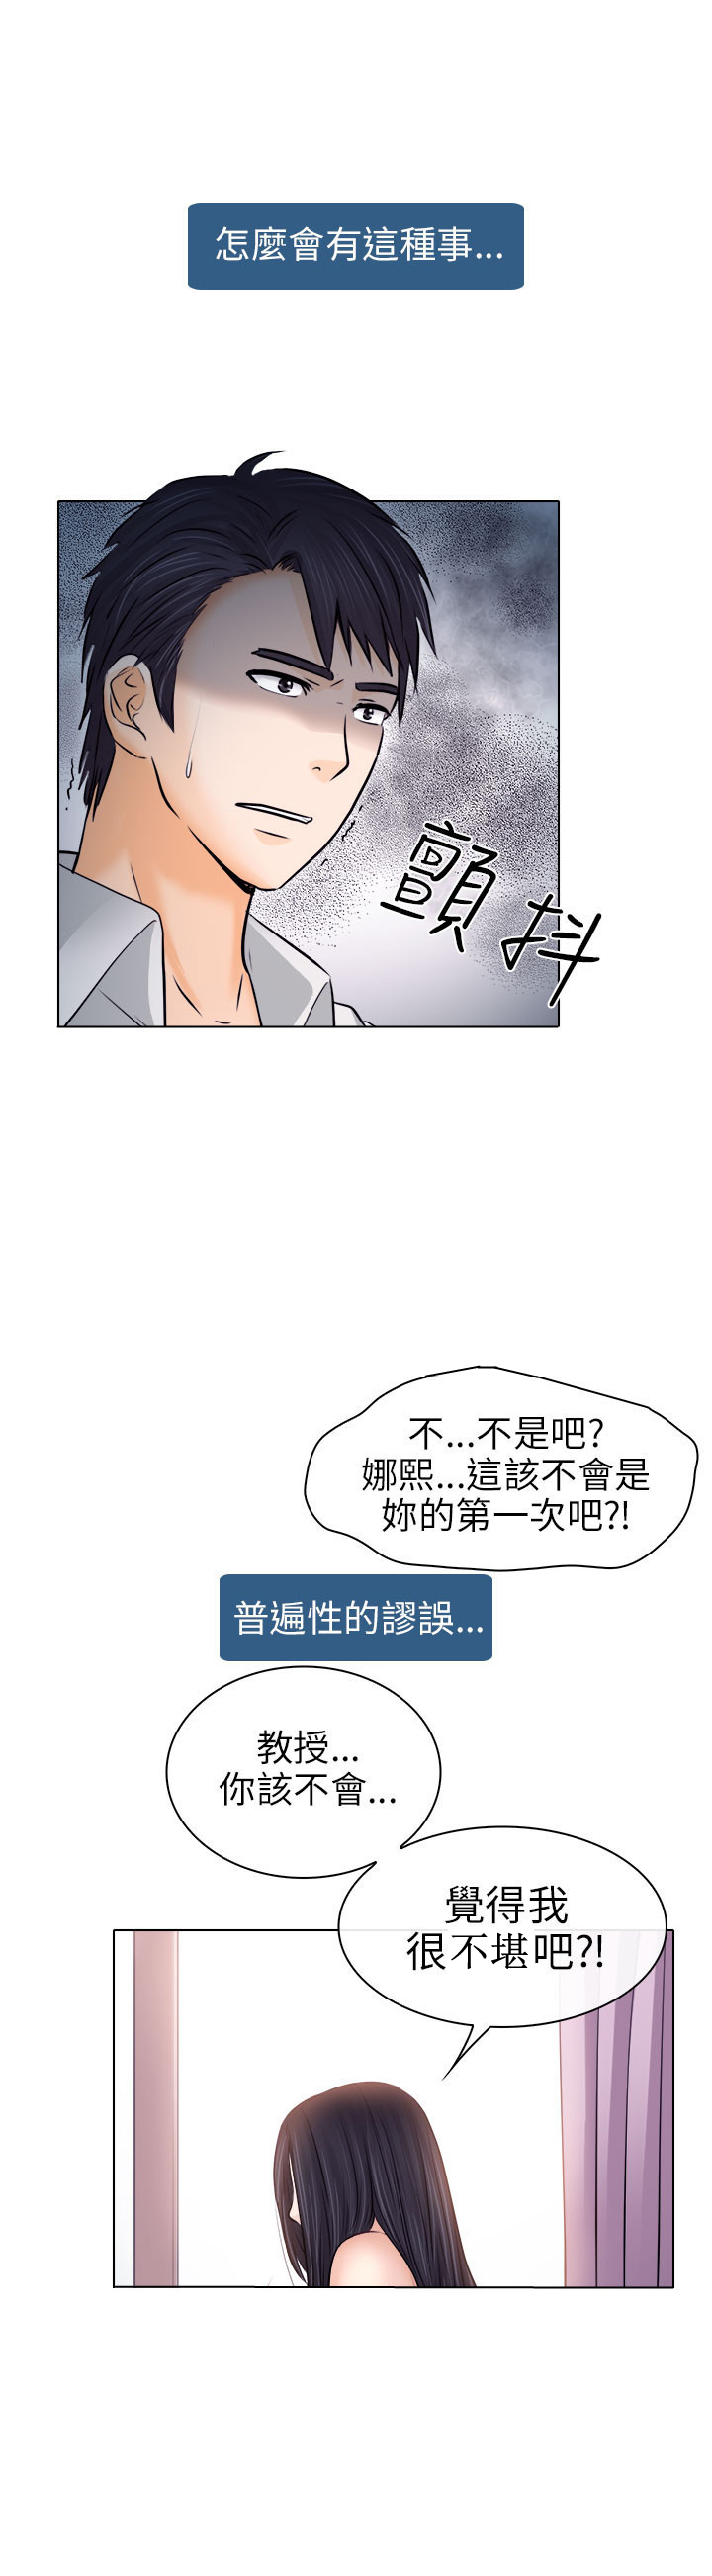 怎麼會有這種事...
顫抖
不...不是吧?
娜熙...這該不會是
妳的第一次吧?!
普遍性的謬誤...
教授...
你該不會...
覺得我
很不堪吧?!